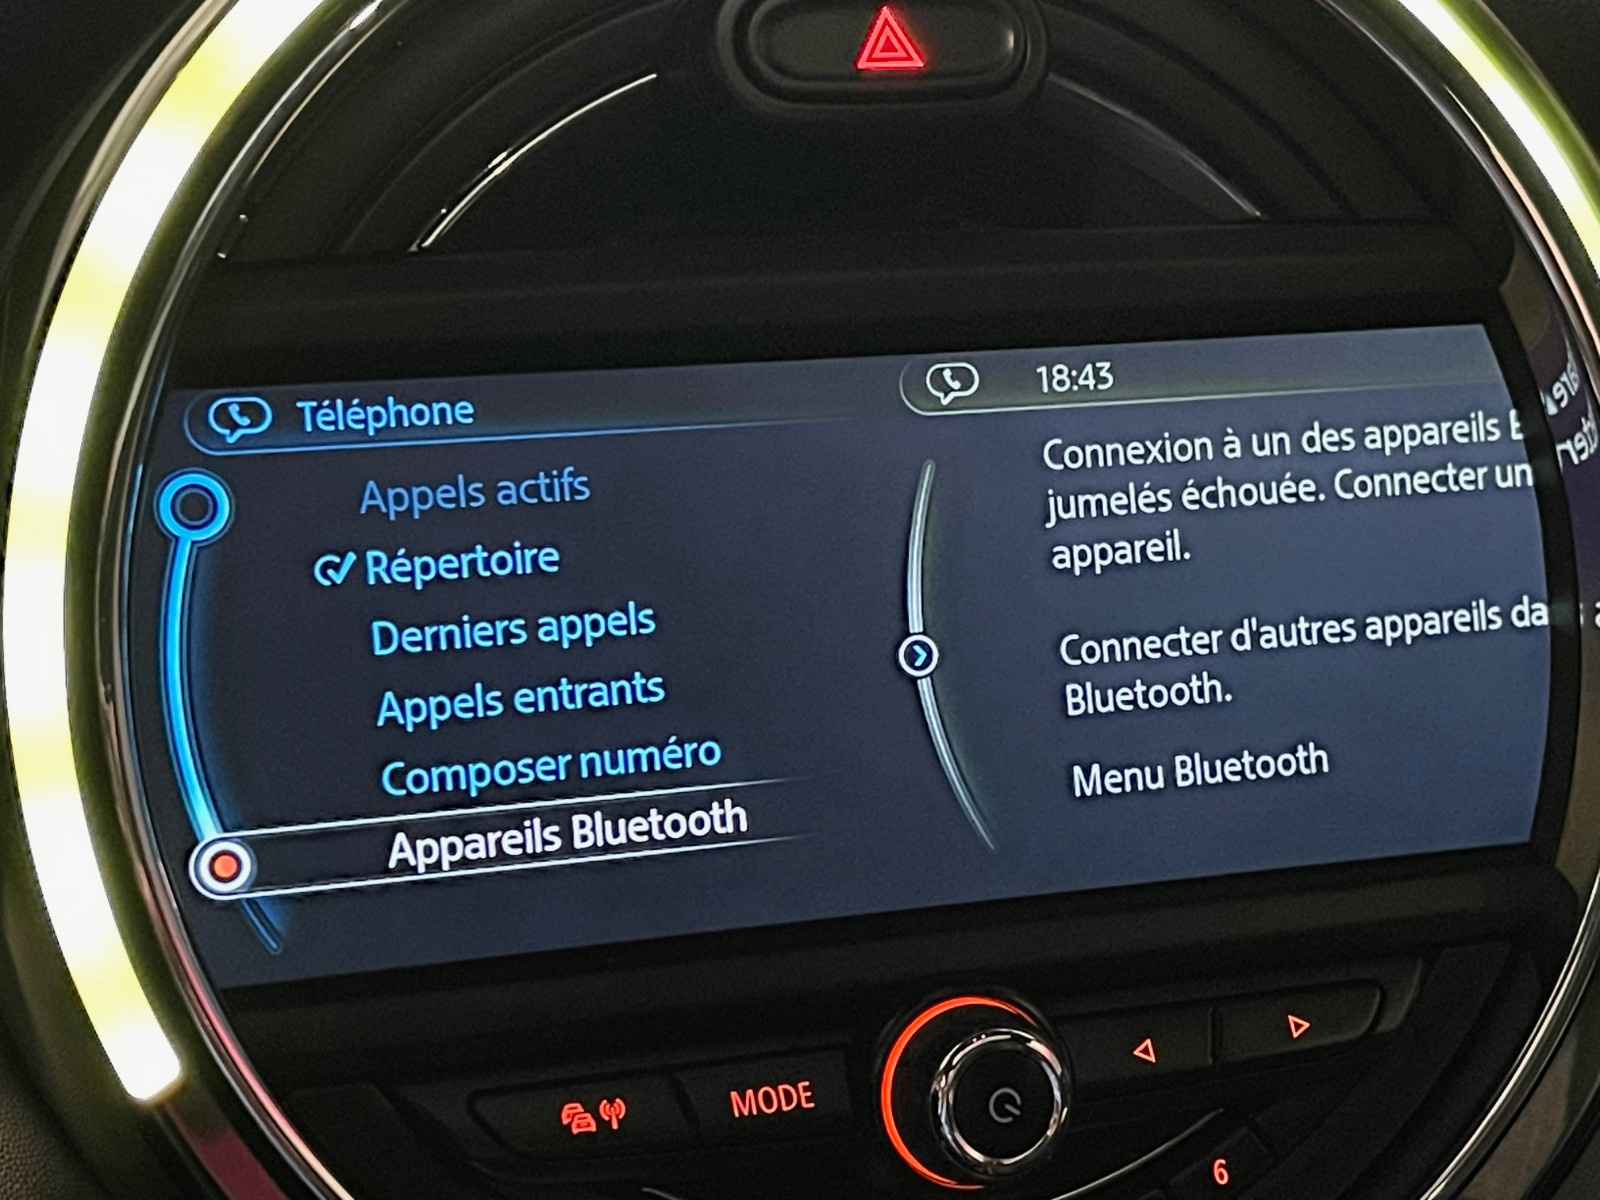 Téléphone
Appels actifs
Répertoire
Derniers appels
Appels entrants
Composer numéro
Appareils Bluetooth
18:43
Connexion à un des appareils
jumelés échouée. Connecter un
appareil.
Connecter d'autres appareils
Bluetooth.
Menu Bluetooth
MODE
6